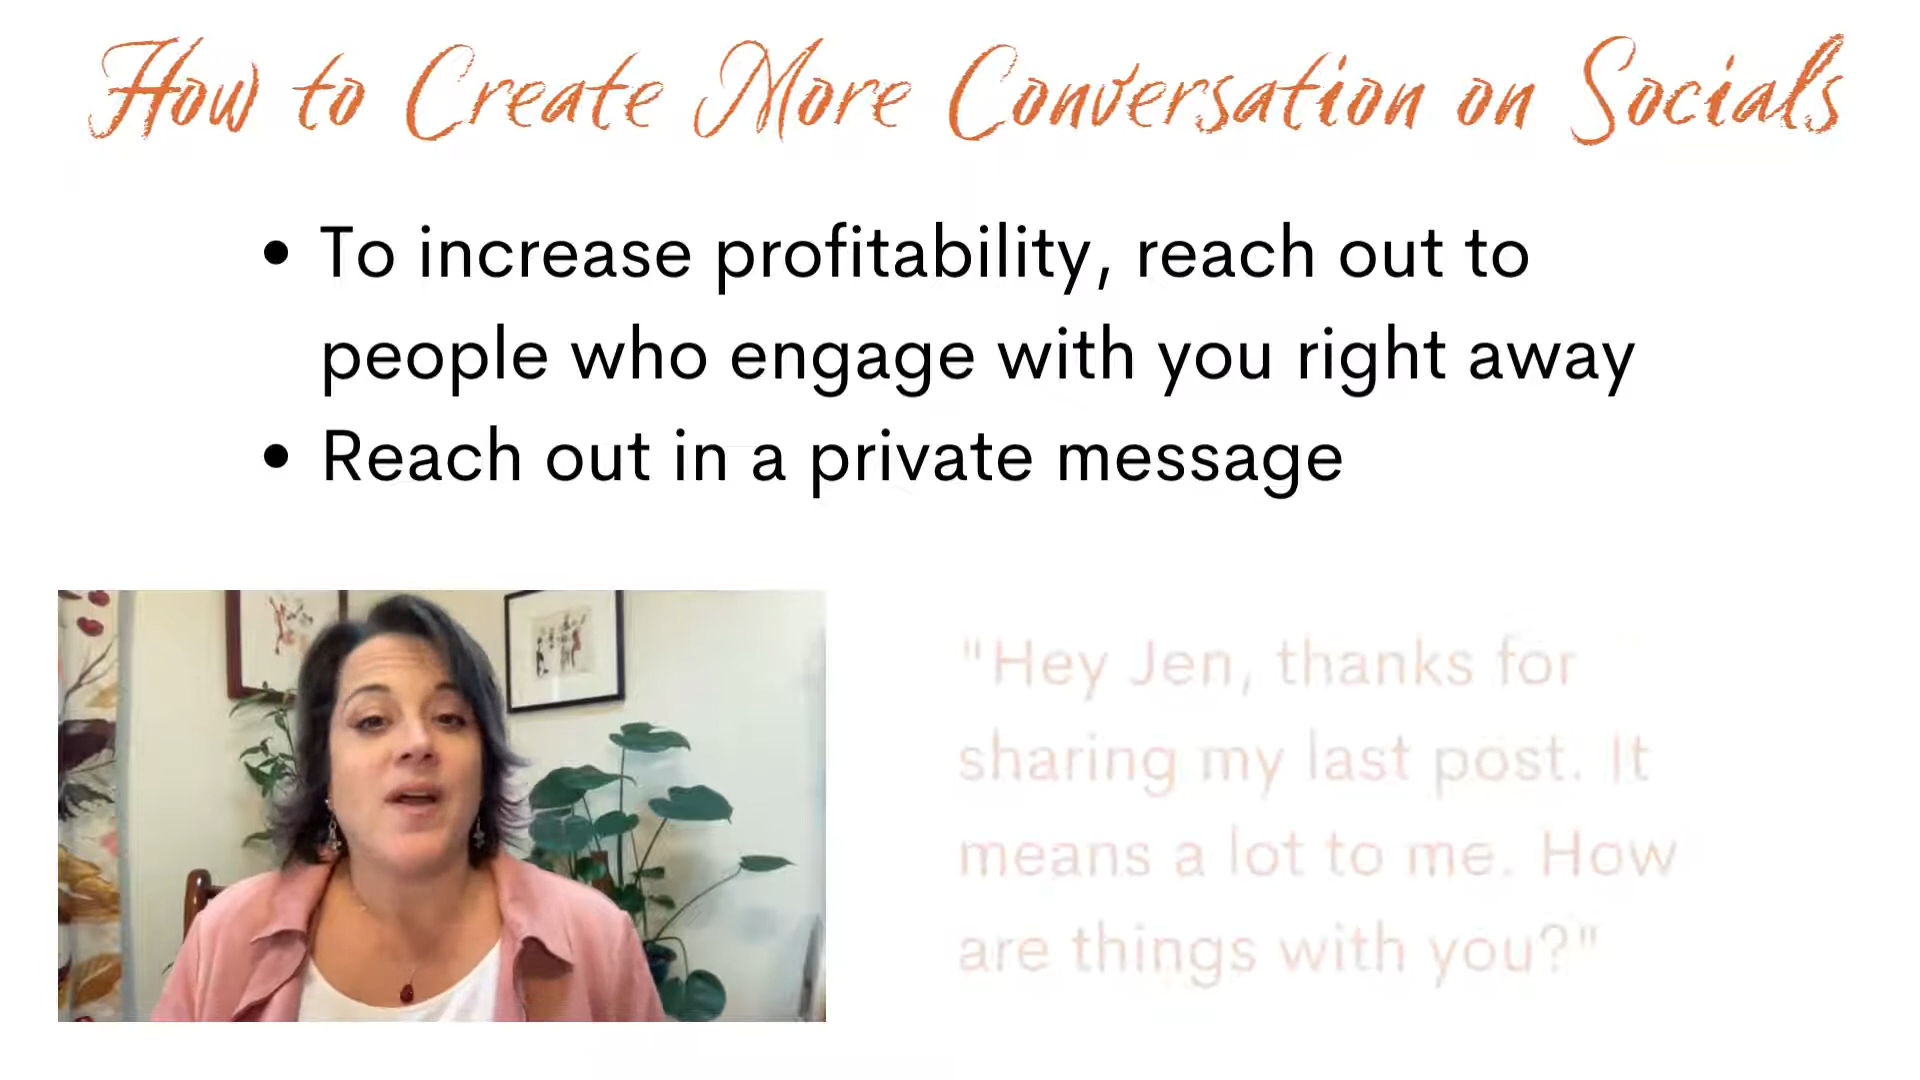 How to Create More Conversation on Socials
• To increase profitability, reach out to
people who engage with you right away
• Reach out in a private message
"Hey Jen, thanks for
sharing my last post. It
means a lot to me. How
are things with you?"